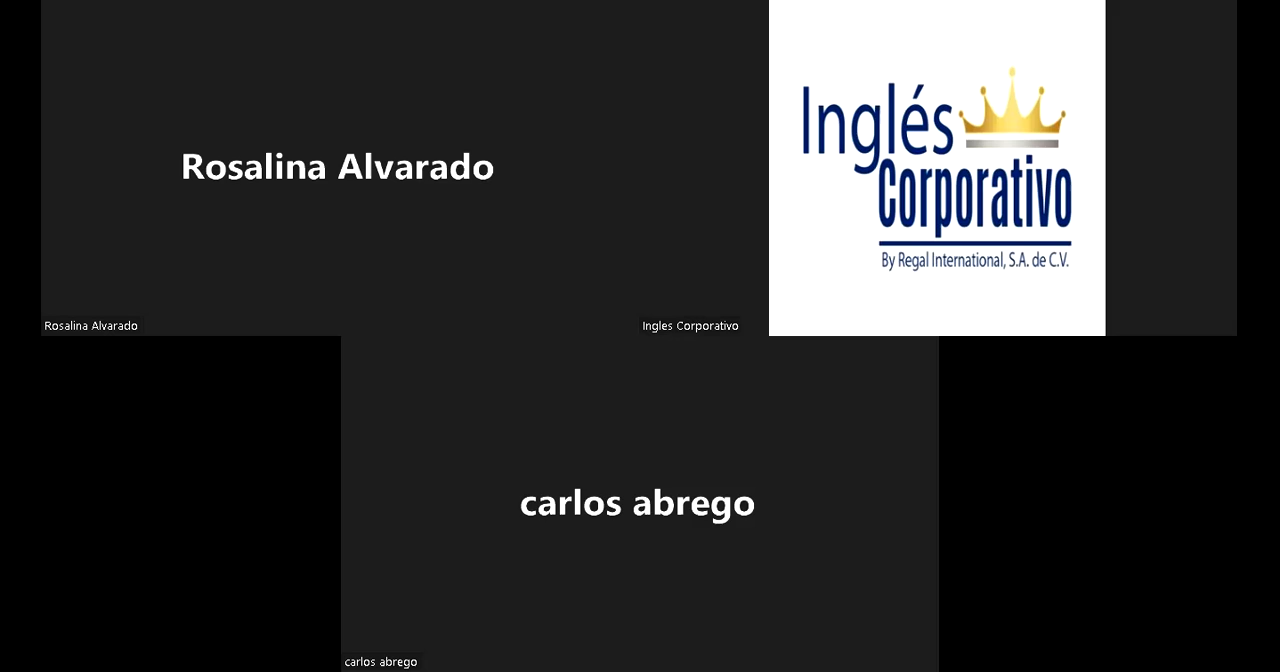 Rosalina Alvarado
Rosalina Alvarado
Inglés
Corporativo
By Regal International, S.A. de C.V.
Ingles Corporativo
carlos abrego
carlos abrego